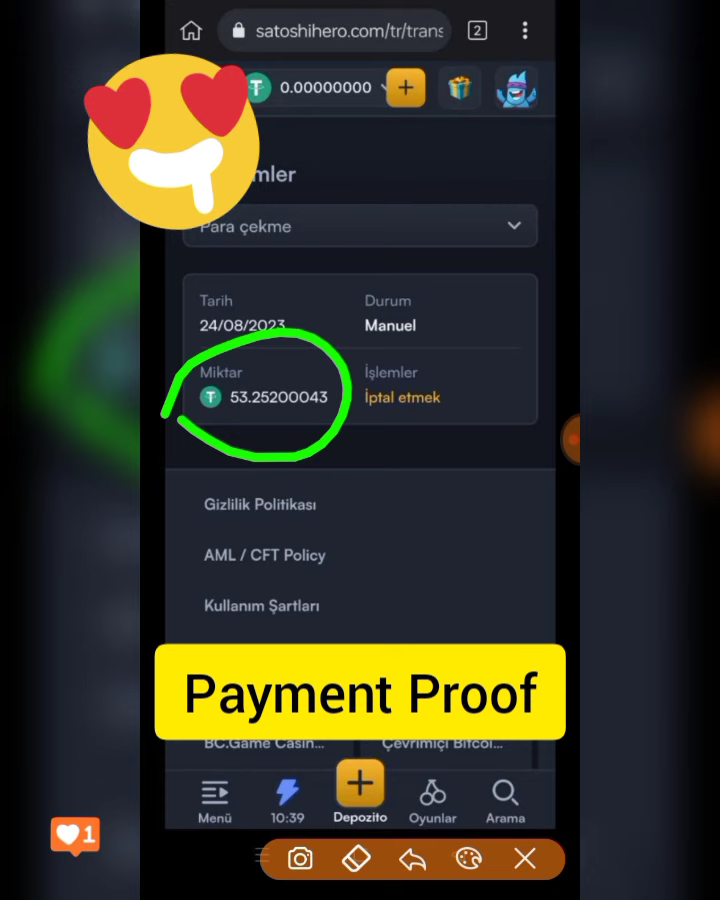 satoshihero.com/tr/trans
2
0.00000000
mler
Para çekme
Tarih
Durum
24/08/2023
Manuel
Miktar
İşlemler
53.25200043
İptal etmek
Gizlilik Politikası
AML / CFT Policy
Kullanım Şartları
Payment Proof
BC.Game Casin...
Çevrimiçi Bitcoi...
Menü
10:39
Depozito
Oyunlar
Arama
1